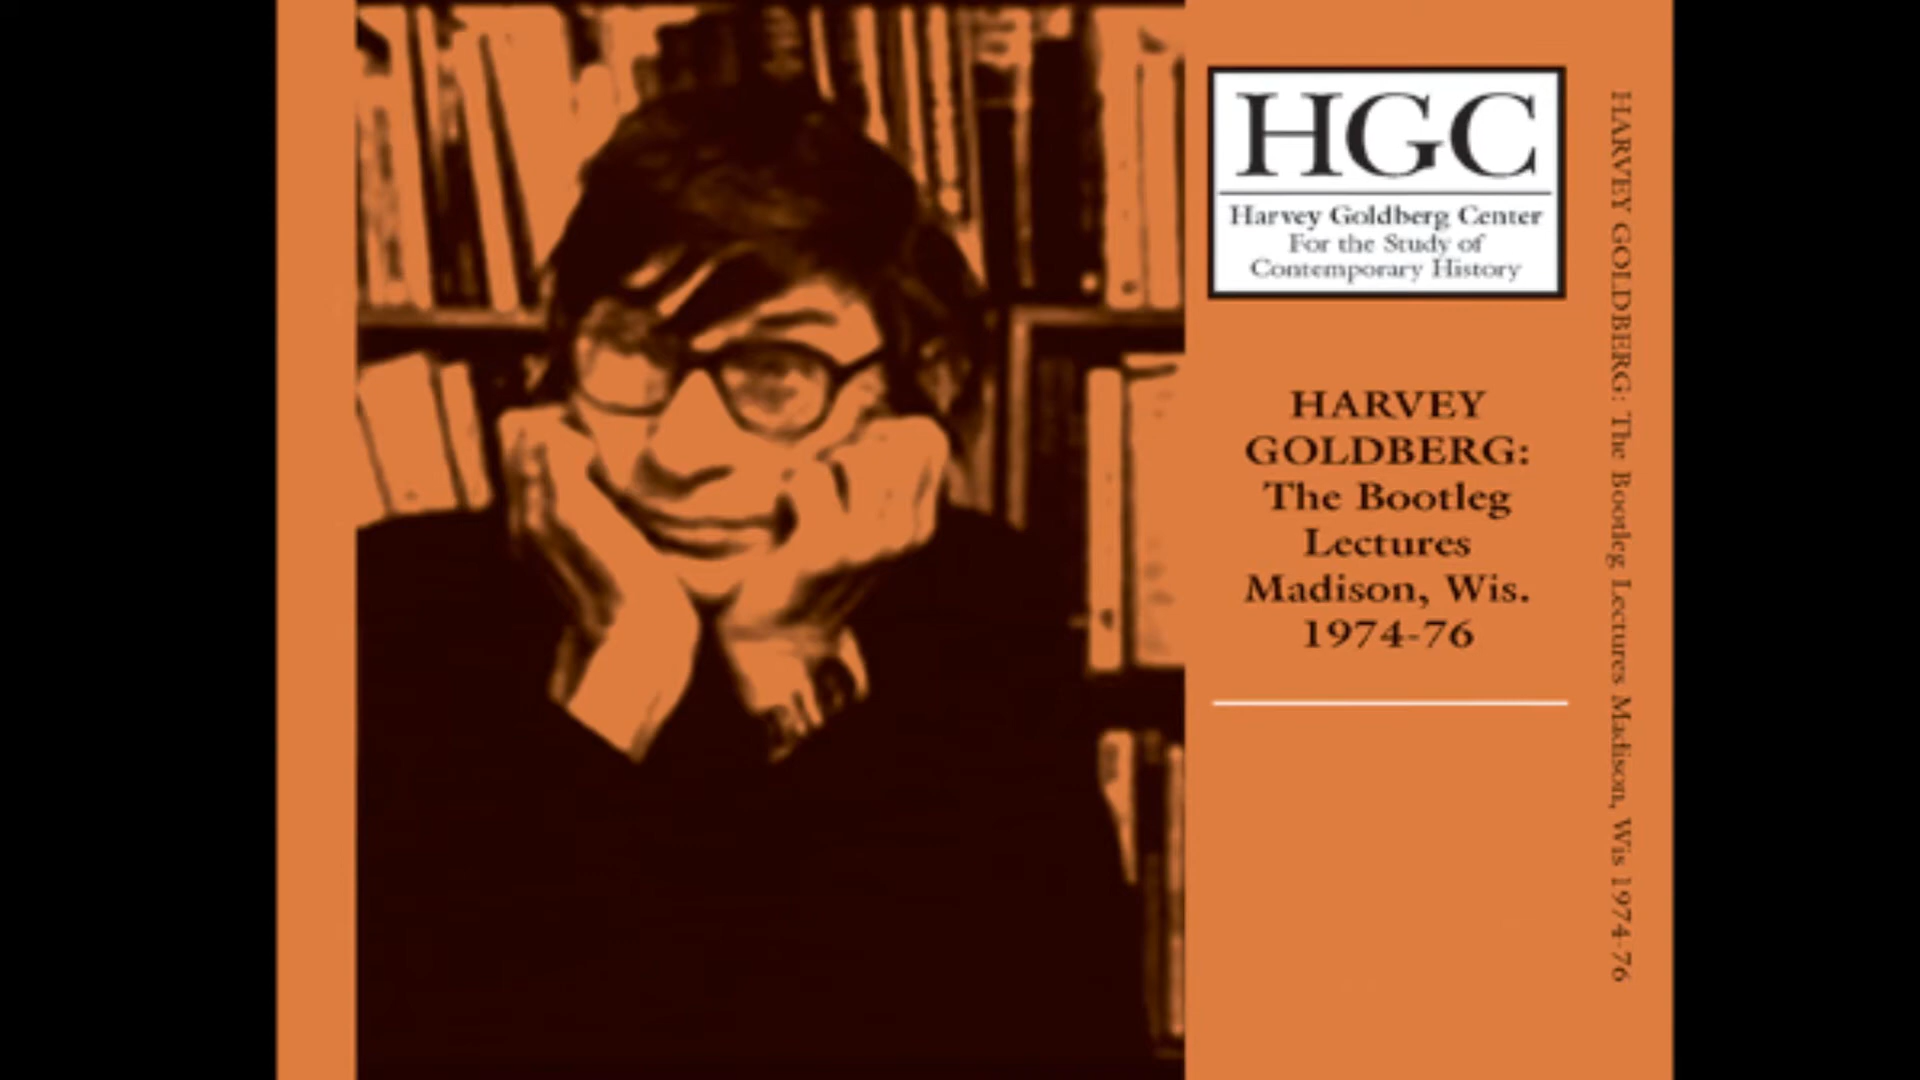 HGC
Harvey Goldberg Center
For the Study of
Contemporary History
HARVEY
GOLDBERG:
The Bootleg
Lectures
Madison, Wis.
1974-76
HARVEY GOLDBERG: The Bootleg Lectures Madison, Wis 1974-76